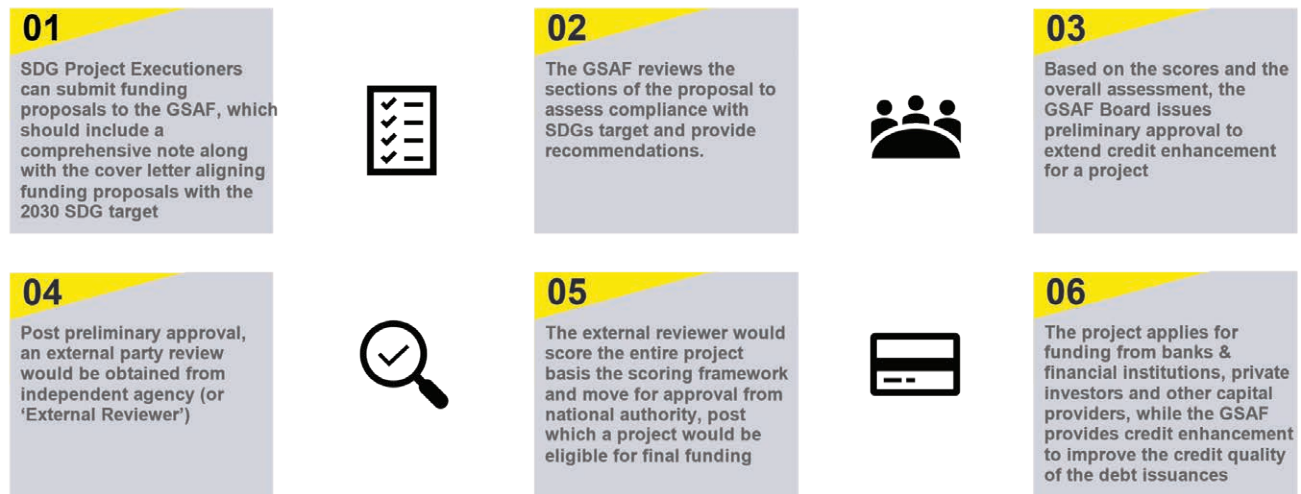 01
SDG Project Executioners
can submit funding
proposals to the GSAF, which
should include a
comprehensive note along
with the cover letter aligning
funding proposals with the
2030 SDG target
02
The GSAF reviews the
sections of the proposal to
assess compliance with
SDGs target and provide
recommendations.
03
Based on the scores and the
overall assessment, the
GSAF Board issues
preliminary approval to
extend credit enhancement
for a project
04
Post preliminary approval,
an external party review
would be obtained from
independent agency (or
‘External Reviewer’)
05
The external reviewer would
score the entire project
basis the scoring framework
and move for approval from
national authority, post
which a project would be
eligible for final funding
06
The project applies for
funding from banks &
financial institutions, private
investors and other capital
providers, while the GSAF
provides credit enhancement
to improve the credit quality
of the debt issuances